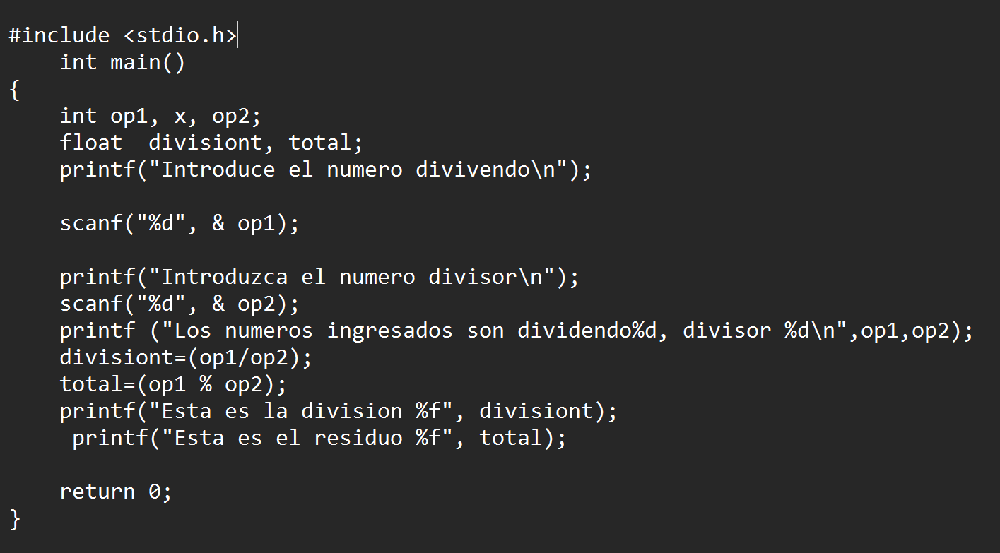 #include <stdio.h>
    int main()
{
    int op1, x, op2;
    float  divisiont, total;
    printf("Introduce el numero divivendo\n");

    scanf("%d", & op1);

    printf("Introduzca el numero divisor\n");
    scanf("%d", & op2);
    printf ("Los numeros ingresados son dividendo%d, divisor %d\n",op1,op2);
    divisiont=(op1/op2);
    total=(op1 % op2);
    printf("Esta es la division %f", divisiont);
     printf("Esta es el residuo %f", total);

    return 0;
}